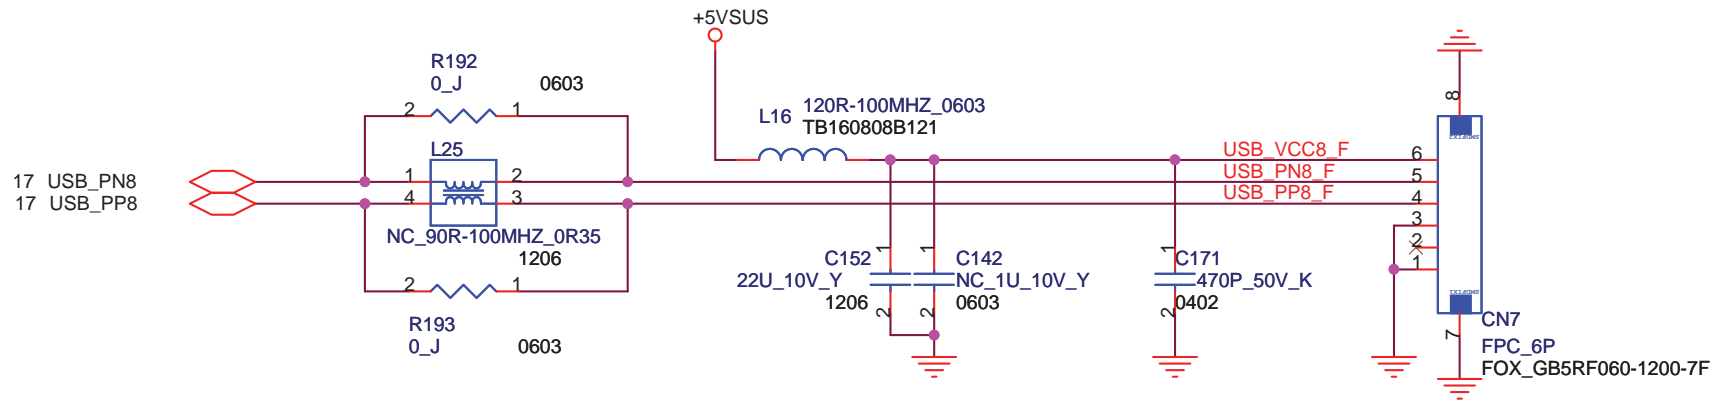 +5VSUS
R192
0_J 0603
2 1
L25
1 2
4 3
17 USB_PN8
17 USB_PP8
NC_90R-100MHZ_0R35
1206
2 1
R193
0_J 0603
L16 120R-100MHZ_0603
TB160808B121
USB_VCC8_F
USB_PN8_F
USB_PP8_F
1 C152
22U_10V_Y
1206
2
1 C142
NC_1U_10V_Y
0603
2
1 C171
470P_50V_K
0402
2
8
SMDFIX2
6
5
4
3
2
1
SMDFIX1
7
CN7
FPC_6P
FOX_GB5RF060-1200-7F